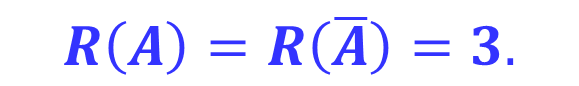 R(A) = R(A̅) = 3.